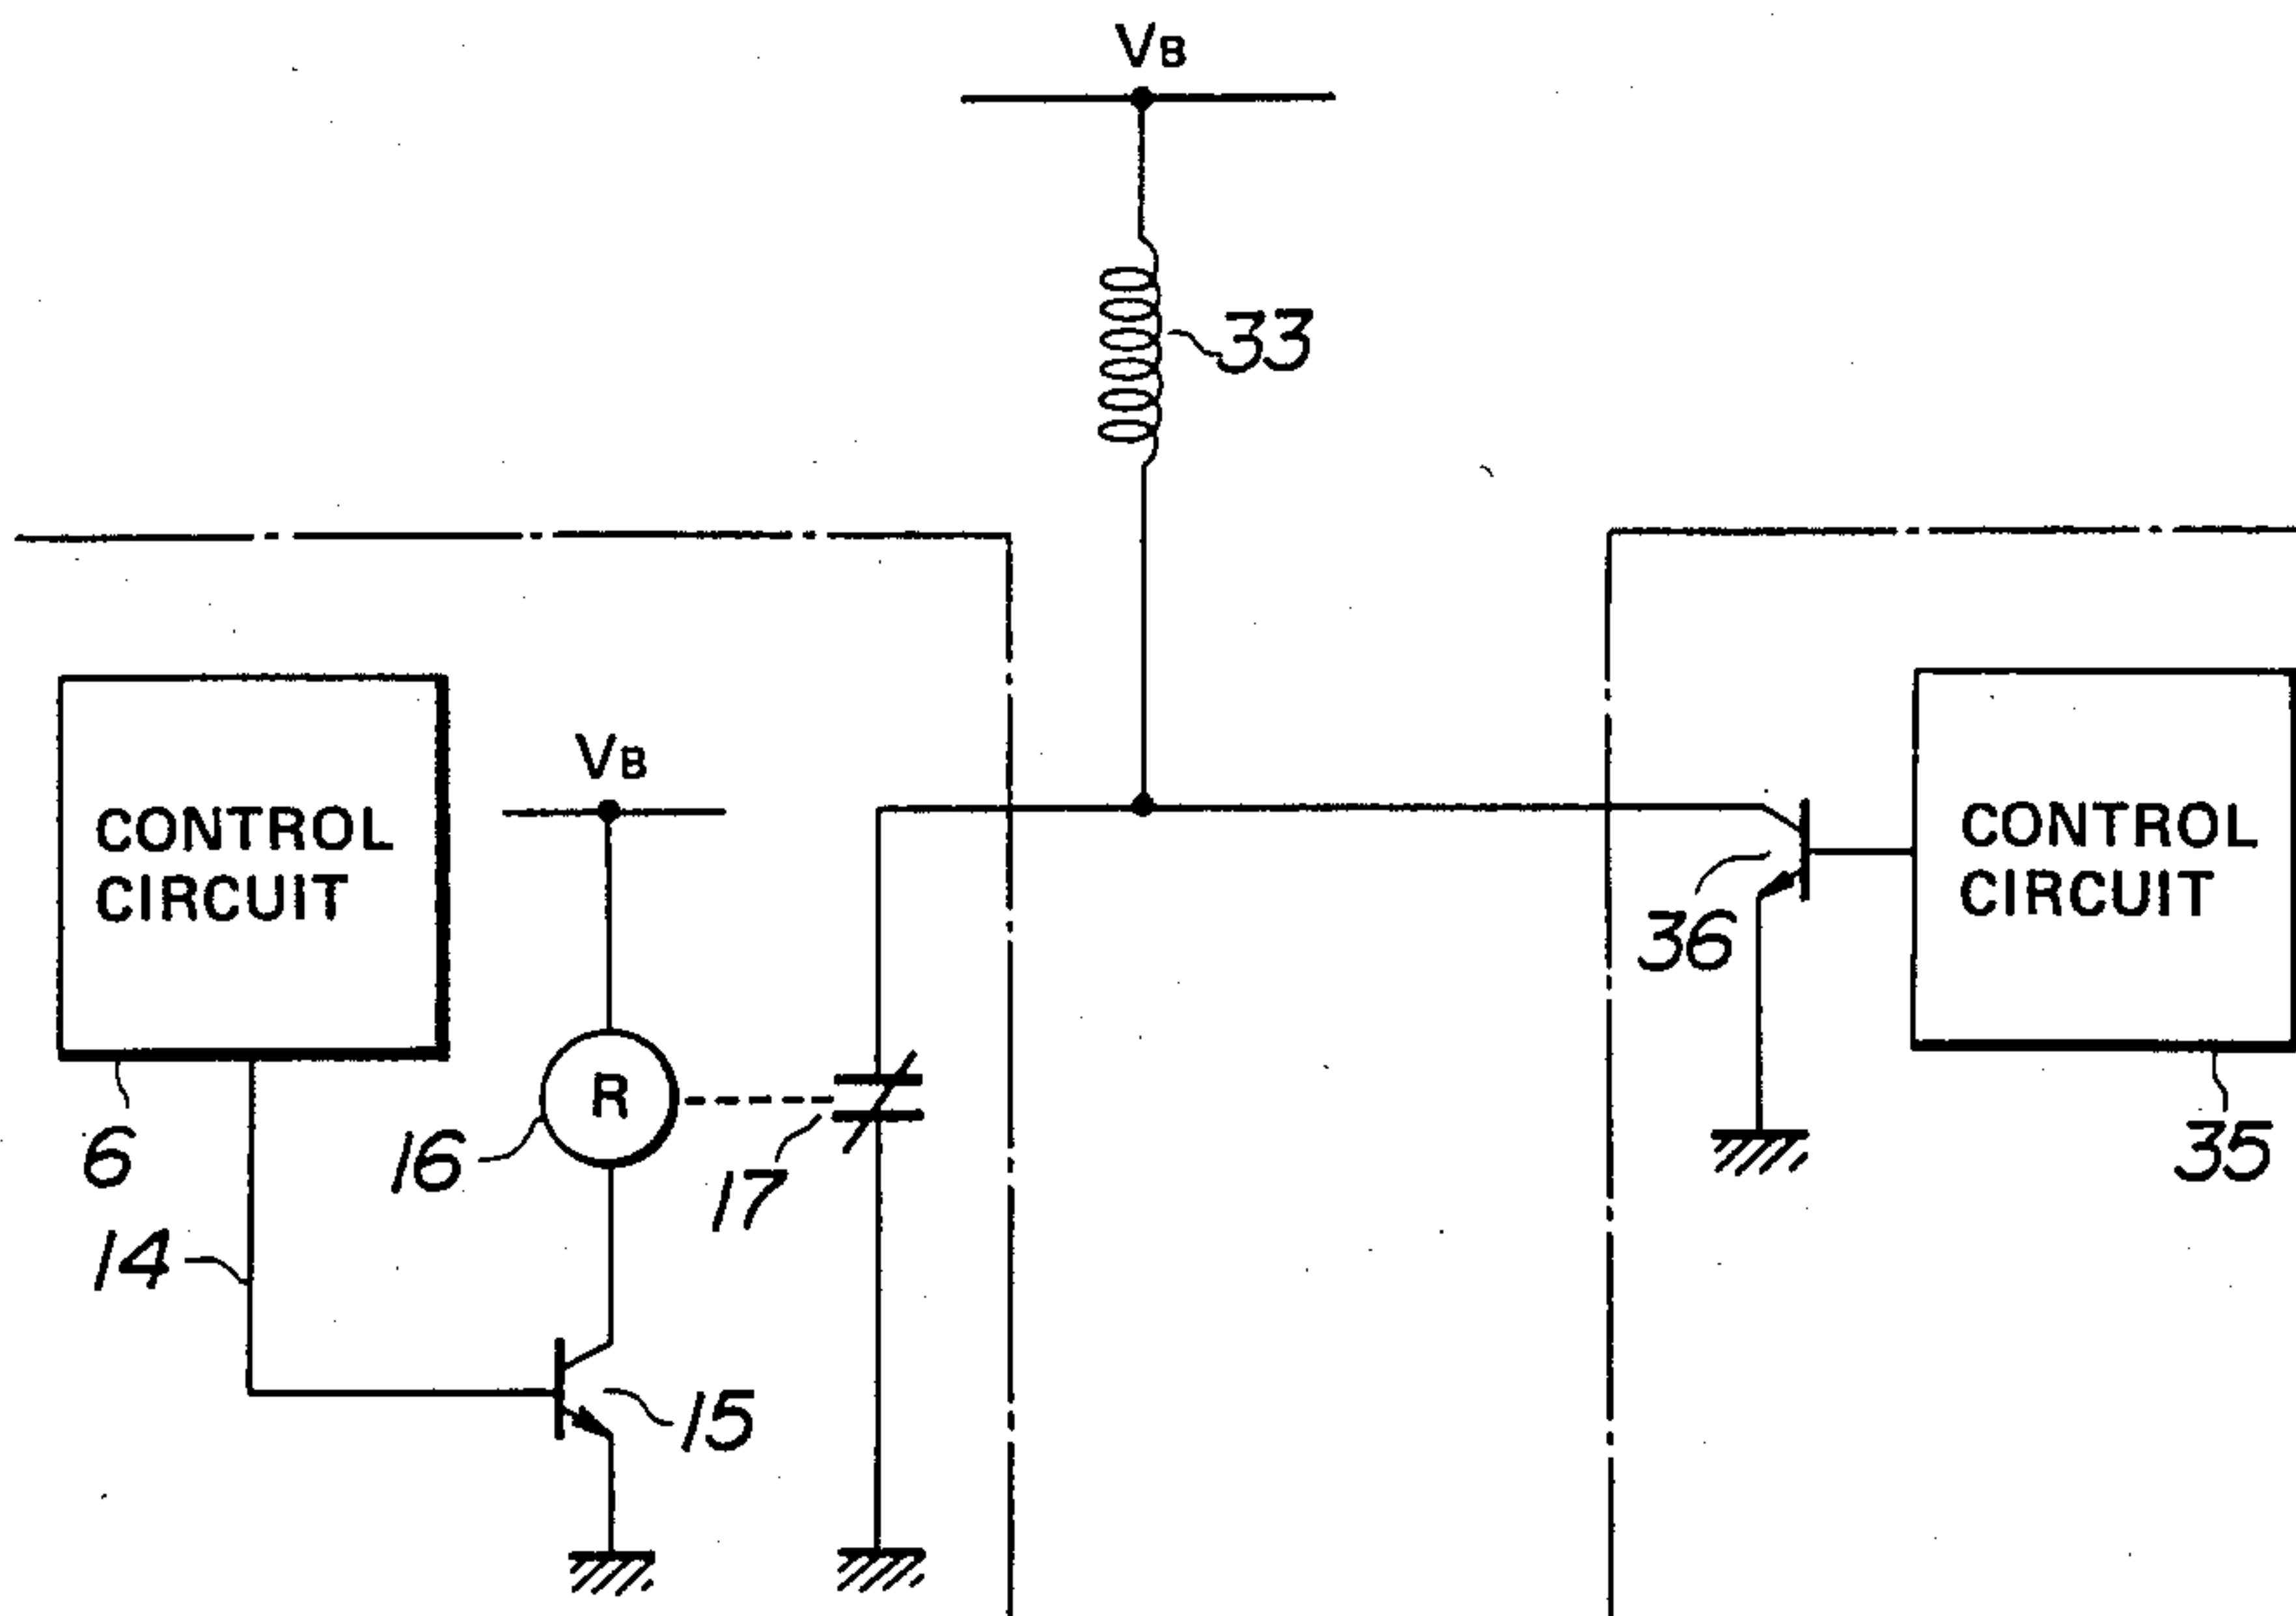 VB
33
CONTROL
CIRCUIT
VB
CONTROL
CIRCUIT
36
6
16
R
17
35
14
15